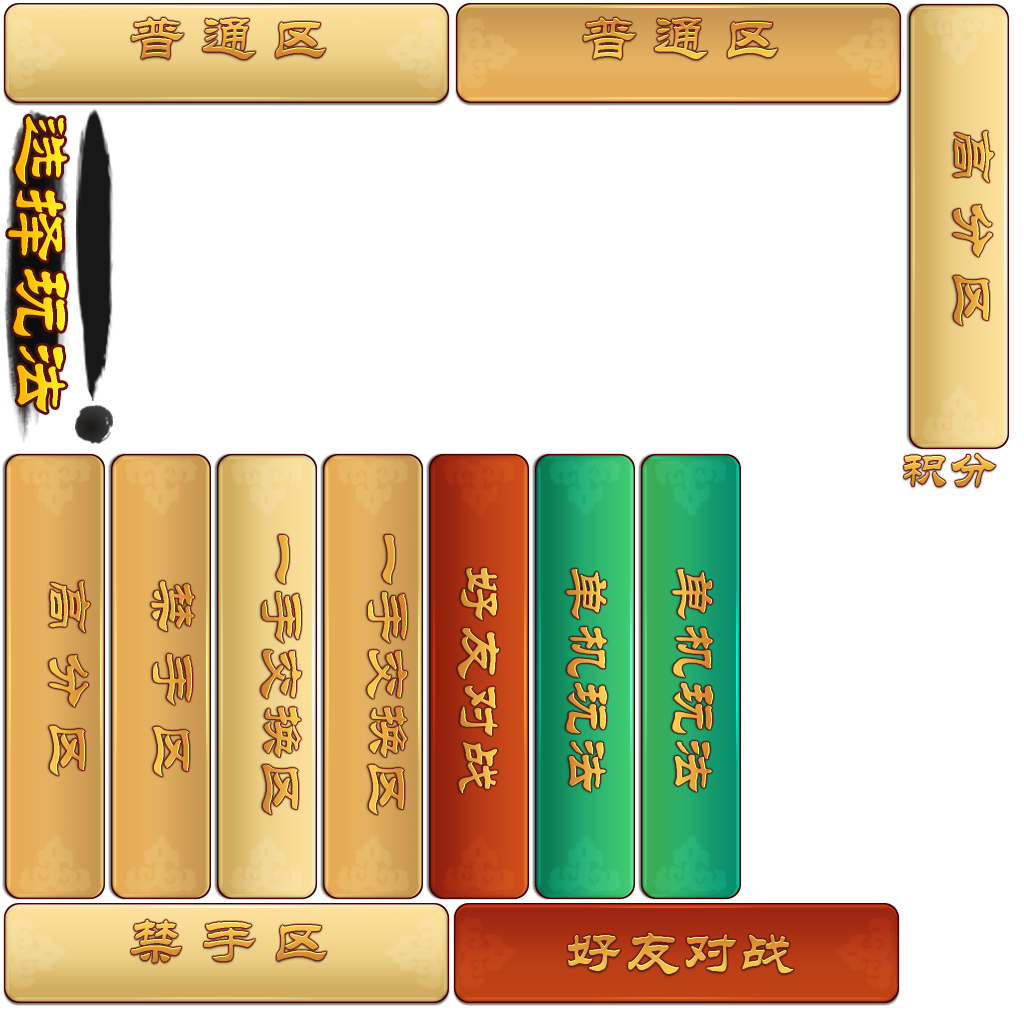 普通区
普通区
高分区
选择玩法
积分
高分区
禁手区
一手交换区
一手交换区
好友对战
单机玩法
单机玩法
禁手区
好友对战